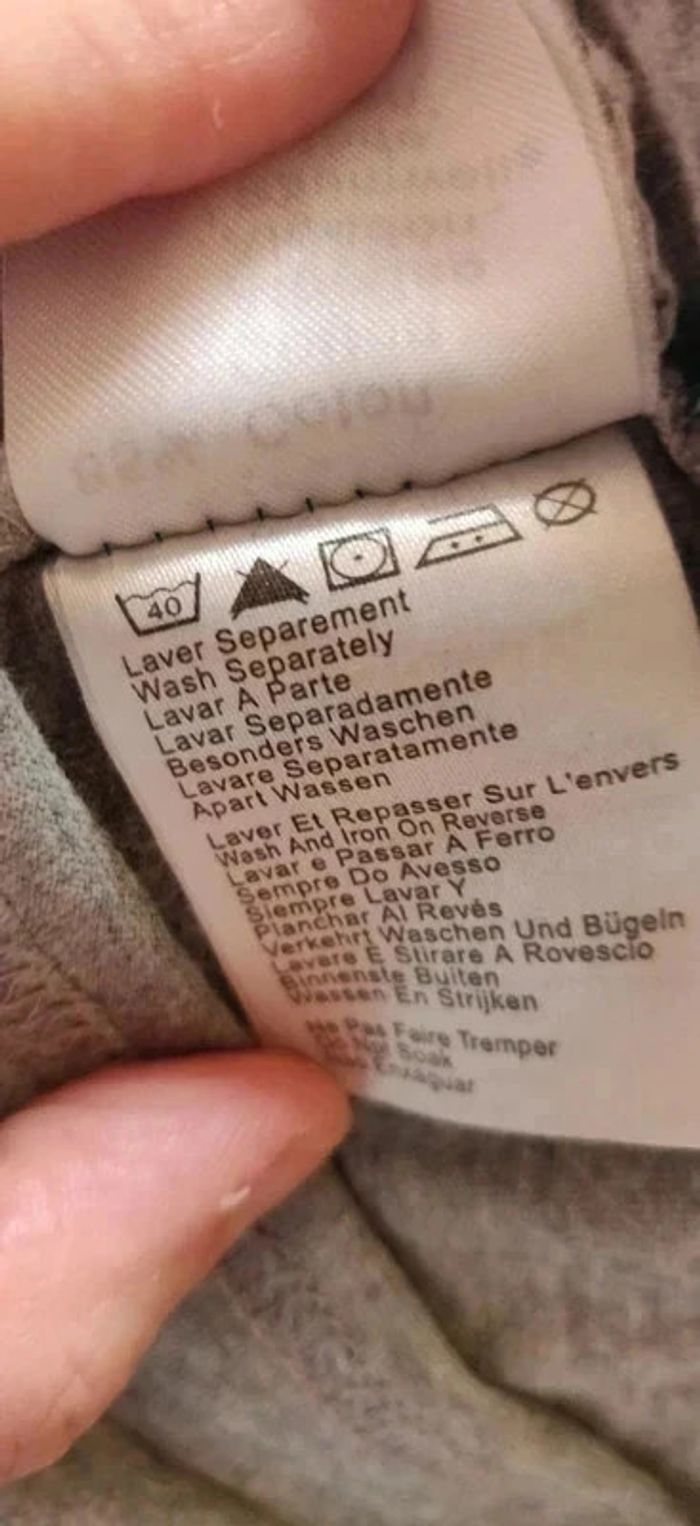 40
Laver Separement
Wash Separately
Lavar A Parte
Lavar Separadamente
Besonders Waschen
Lavare Separatamente
Apart Wassen
Laver Et Repasser Sur L'envers
Wash And Iron On Reverse
Lavar e Passar A Ferro
Sempre Do Avesso
Siempre Lavar Y
Planchar Al Revés
Verkehrt Waschen Und Bügeln
Lavare E Stirare A Rovescio
Binnenste Buiten
Wassen En Strijken
Ne Pas Faire Tremper
Do Not Soak
Enxaguar